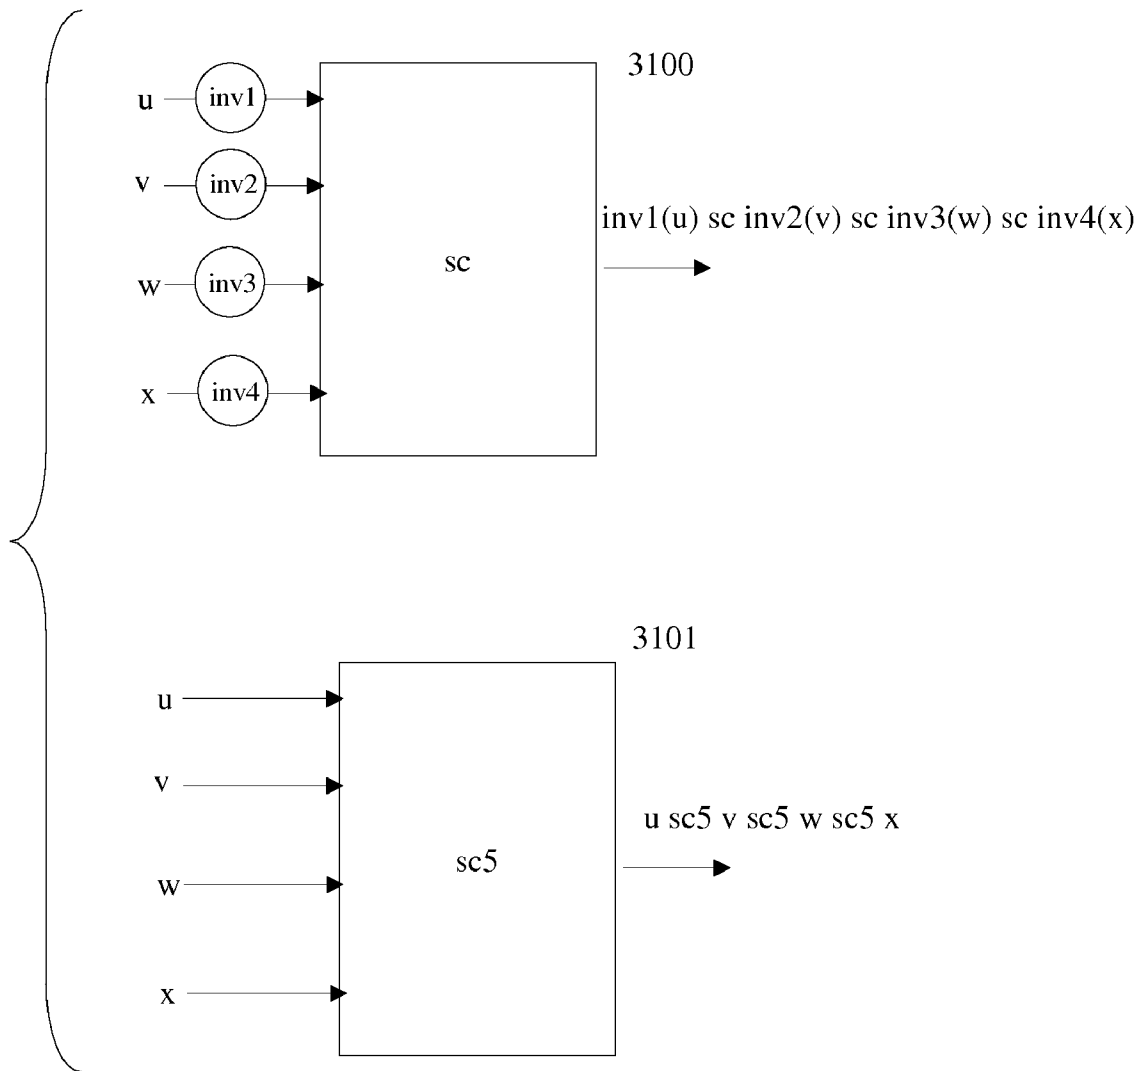 3100
u inv1
v inv2
inv1(u) sc inv2(v) sc inv3(w) sc inv4(x)
sc
w inv3
x inv4
3101
u
v
u sc5 v sc5 w sc5 x
sc5
w
x